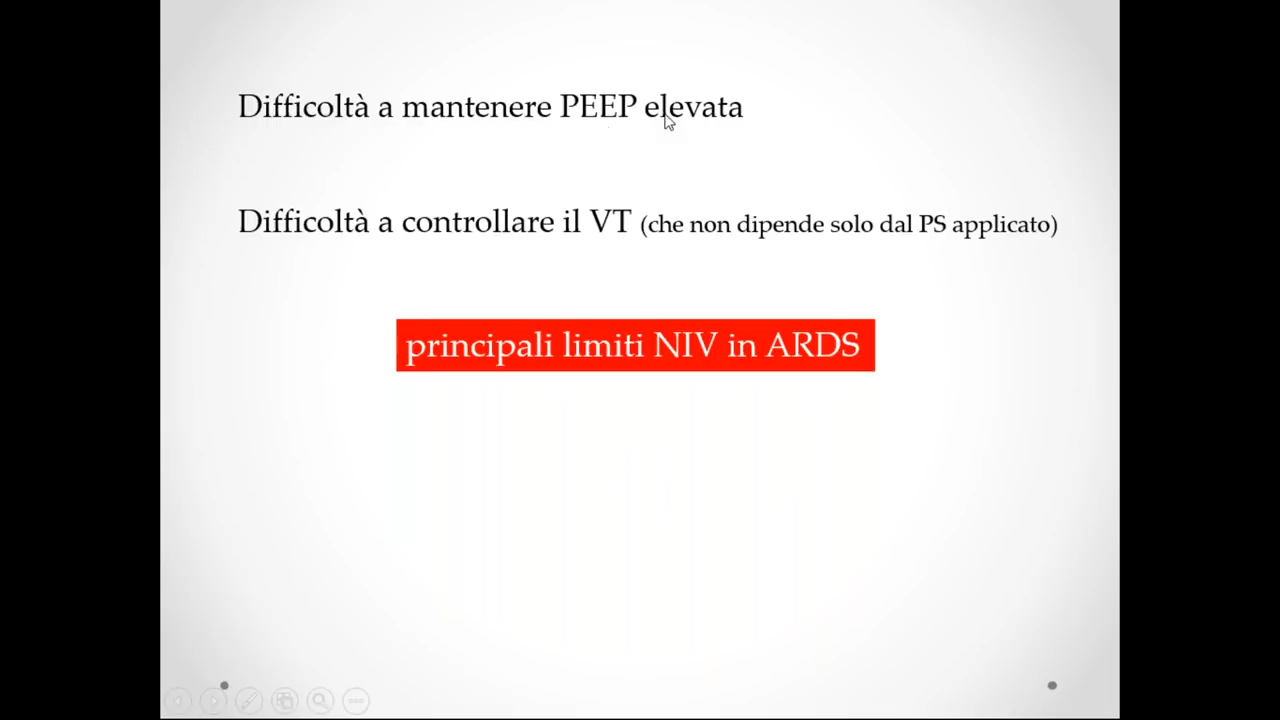 Difficoltà a mantenere PEEP elevata
Difficoltà a controllare il VT (che non dipende solo dal PS applicato)
principali limiti NIV in ARDS